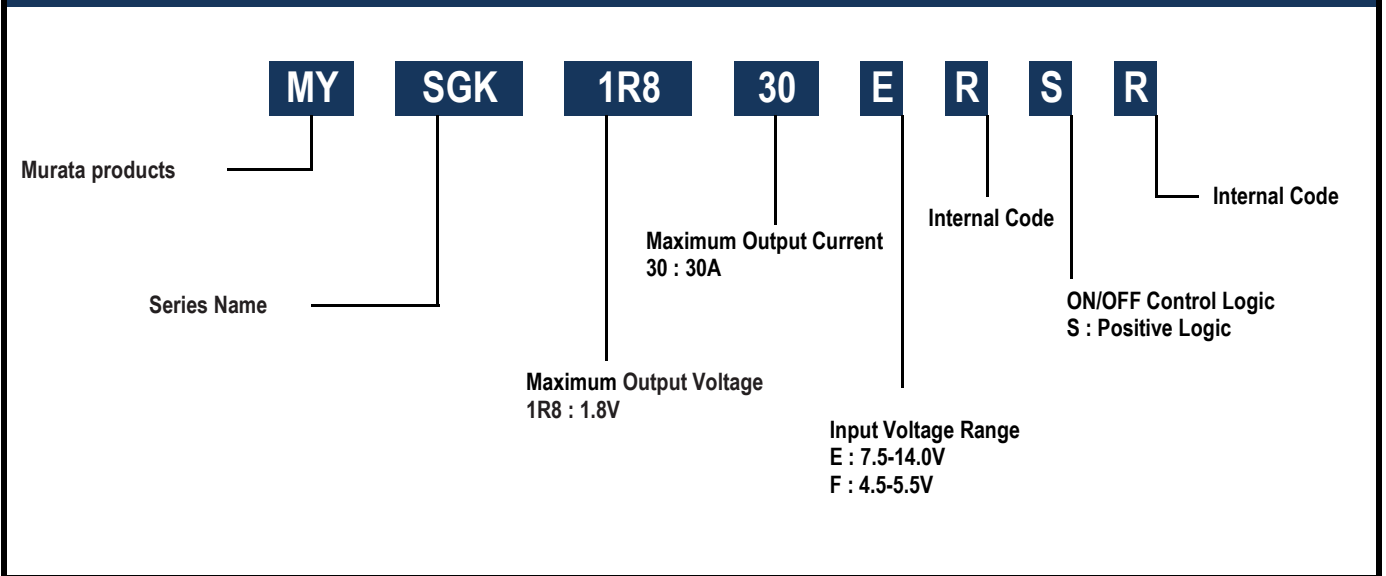 MY SGK 1R8 30 E R S R
Murata products
Internal Code
Internal Code
Maximum Output Current
30 : 30A
Series Name
ON/OFF Control Logic
S : Positive Logic
Maximum Output Voltage
1R8 : 1.8V
Input Voltage Range
E : 7.5-14.0V
F : 4.5-5.5V